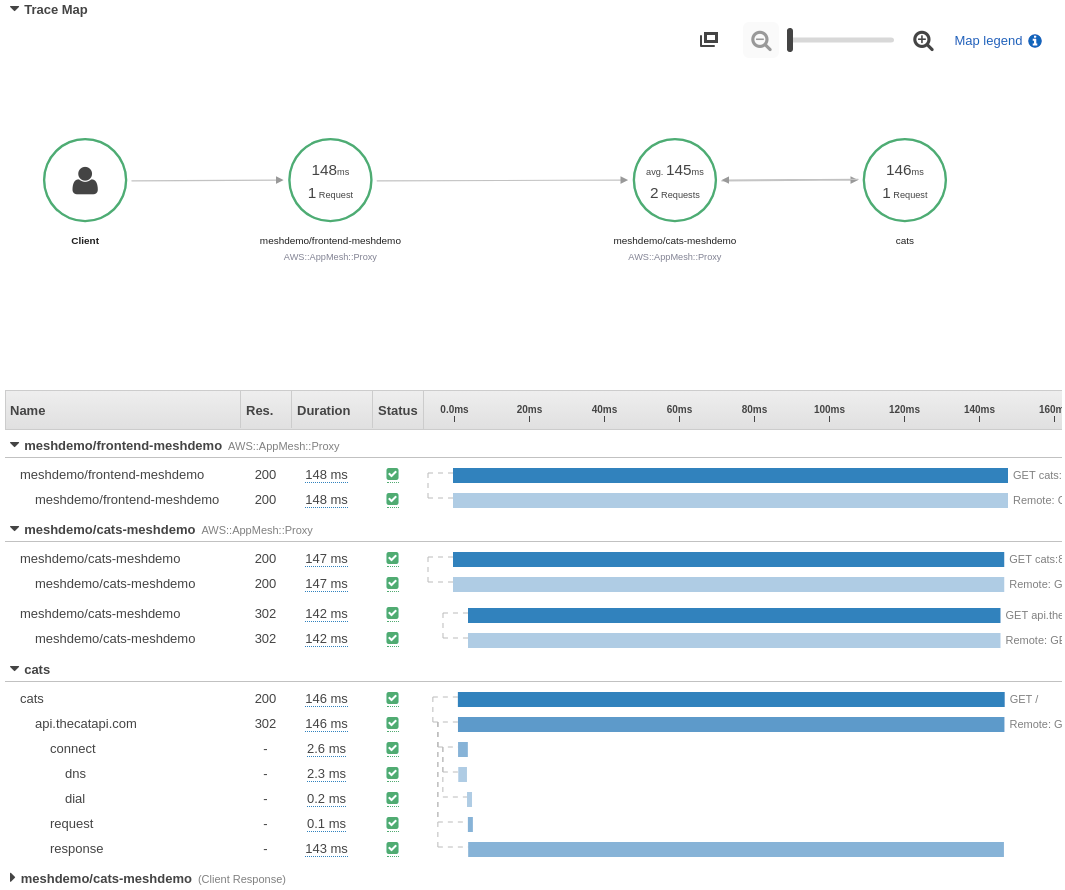 Trace Map
Map legend
148ms
1 Request
avg. 145ms
2 Requests
146ms
1 Request
Client
meshdemo/frontend-meshdemo
AWS::AppMesh::Proxy
meshdemo/cats-meshdemo
AWS::AppMesh::Proxy
cats
Name Res. Duration Status 0.0ms 20ms 40ms 60ms 80ms 100ms 120ms 140ms 160m
meshdemo/frontend-meshdemo AWS::AppMesh::Proxy
meshdemo/frontend-meshdemo 200 148 ms GET cats:
meshdemo/frontend-meshdemo 200 148 ms Remote:
meshdemo/cats-meshdemo AWS::AppMesh::Proxy
meshdemo/cats-meshdemo 200 147 ms GET cats:8
meshdemo/cats-meshdemo 200 147 ms Remote: G
meshdemo/cats-meshdemo 302 142 ms GET api.the
meshdemo/cats-meshdemo 302 142 ms Remote: GE
cats
cats 200 146 ms GET /
api.thecatapi.com 302 146 ms Remote: G
connect - 2.6 ms
dns - 2.3 ms
dial - 0.2 ms
request - 0.1 ms
response - 143 ms
meshdemo/cats-meshdemo (Client Response)